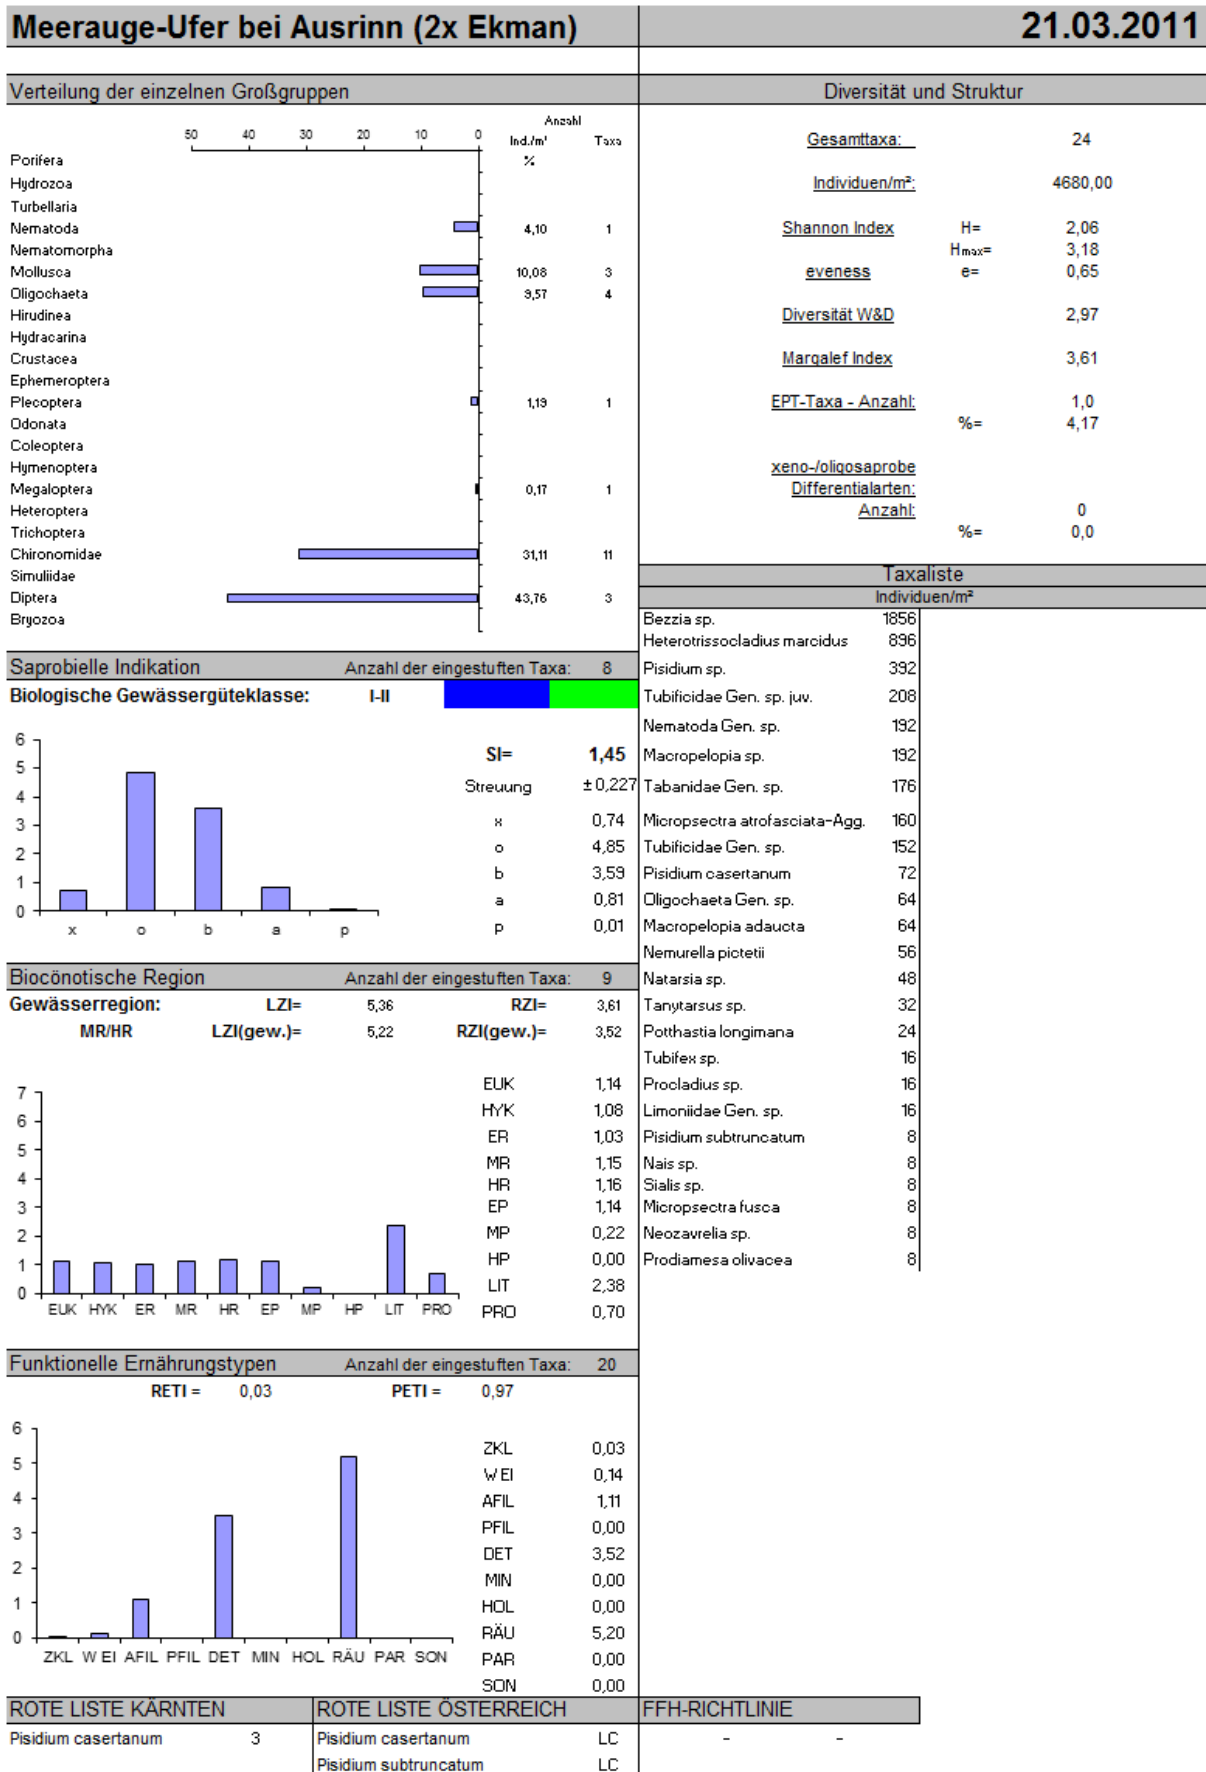 Meerauge-Ufer bei Ausrinn (2x Ekman) 21.03.2011
Verteilung der einzelnen Großgruppen
Anzahl
50 40 30 20 10 0 Ind./m² Taxa
Porifera %
Hydrozoa
Turbellaria
Nematoda 4,10 1
Nematomorpha
Mollusca 10,08 3
Oligochaeta 9,57 4
Hirudinea
Hydracarina
Crustacea
Ephemeroptera
Plecoptera 1,19 1
Odonata
Coleoptera
Hymenoptera
Megaloptera 0,17 1
Heteroptera
Trichoptera
Chironomidae 31,11 11
Simuliidae
Diptera 43,76 3
Bryozoa
Diversität und Struktur
Gesamttaxa: 24
Individuen/m²: 4680,00
Shannon Index H= 2,06
Hmax= 3,18
eveness e= 0,65
Diversität W&D 2,97
Margalef Index 3,61
EPT-Taxa - Anzahl: 1,0
%= 4,17
xeno-/oligosaprobe
Differentialarten:
Anzahl: 0
%= 0,0
Saprobielle Indikation Anzahl der eingestuften Taxa: 8
Biologische Gewässergüteklasse: I-II
6
5
4
3
2
1
0
x o b a p
SI= 1,45
Streuung ±0,227
x 0,74
o 4,85
b 3,59
a 0,81
p 0,01
Biocönotische Region Anzahl der eingestuften Taxa: 9
Gewässerregion: LZI= 5,36 RZI= 3,61
MR/HR LZI(gew.)= 5,22 RZI(gew.)= 3,52
7
6
5
4
3
2
1
0
EUK HYK ER MR HR EP MP HP LIT PRO
EUK 1,14
HYK 1,08
ER 1,03
MR 1,15
HR 1,16
EP 1,14
MP 0,22
HP 0,00
LIT 2,38
PRO 0,70
Funktionelle Ernährungstypen Anzahl der eingestuften Taxa: 20
RETI = 0,03 PETI = 0,97
6
5
4
3
2
1
0
ZKL WEI AFIL PFIL DET MIN HOL RÄU PAR SON
ZKL 0,03
WEI 0,14
AFIL 1,11
PFIL 0,00
DET 3,52
MIN 0,00
HOL 0,00
RÄU 5,20
PAR 0,00
SON 0,00
Taxaliste
Individuen/m²
Bezzia sp. 1856
Heterotrissocladius marcidus 896
Pisidium sp. 392
Tubificidae Gen. sp. juv. 208
Nematoda Gen. sp. 192
Macropelopia sp. 192
Tabanidae Gen. sp. 176
Micropsectra atrofasciata-Agg. 160
Tubificidae Gen. sp. 152
Pisidium casertanum 72
Oligochaeta Gen. sp. 64
Macropelopia adaucta 64
Nemurella pictetii 56
Natarsia sp. 48
Tanytarsus sp. 32
Potthastia longimana 24
Tubifex sp. 16
Procladius sp. 16
Limoniidae Gen. sp. 16
Pisidium subtruncatum 8
Nais sp. 8
Sialis sp. 8
Micropsectra fusca 8
Neozavrelia sp. 8
Prodiamesa olivacea 8
ROTE LISTE KÄRNTEN ROTE LISTE ÖSTERREICH FFH-RICHTLINIE
Pisidium casertanum 3 Pisidium casertanum LC - -
Pisidium subtruncatum LC